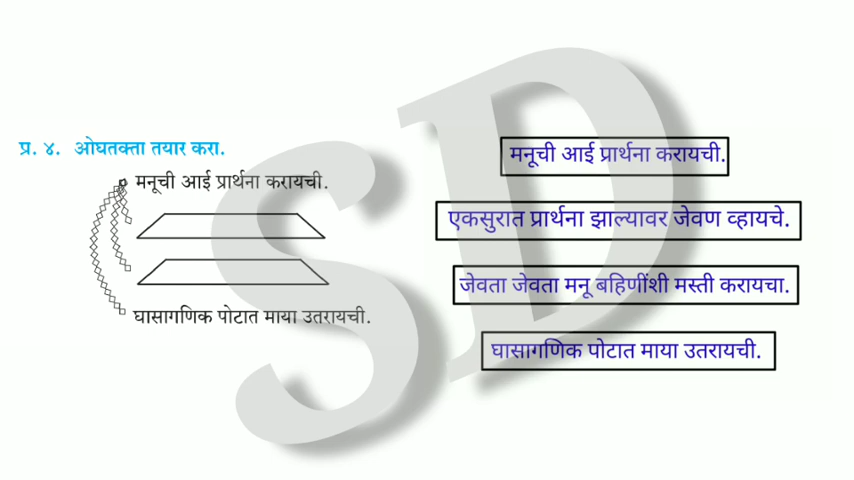 प्र. ४. ओघतक्ता तयार करा.
मनूची आई प्रार्थना करायची.
घासागणिक पोटात माया उतरायची.
मनूची आई प्रार्थना करायची.
एकसुरात प्रार्थना झाल्यावर जेवण व्हायचे.
जेवता जेवता मनू बहिणींशी मस्ती करायचा.
घासागणिक पोटात माया उतरायची.
SD